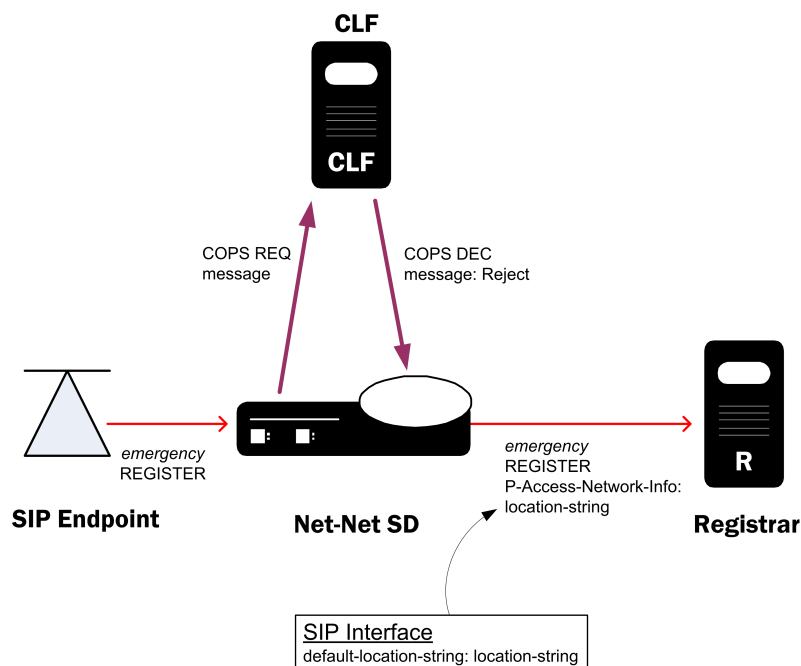 CLF
CLF
COPS REQ
message
COPS DEC
message: Reject
emergency
REGISTER
emergency
REGISTER
P-Access-Network-Info:
location-string
R
SIP Endpoint
Net-Net SD
Registrar
SIP Interface
default-location-string: location-string